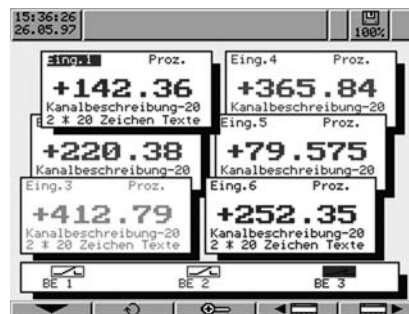 15:36:26
26.05.97
100%
Eing.1 Proz.
+142.36
Kanalbeschreibung-20
2 * 20 Zeichen Texte
Eing.4 Proz.
+365.84
Kanalbeschreibung-20
+220.38
Kanalbeschreibung-20
Eing.5 Proz.
+79.575
Kanalbeschreibung-20
Eing.3 Proz.
+412.79
Kanalbeschreibung-20
2 * 20 Zeichen Texte
Eing.6 Proz.
+252.35
Kanalbeschreibung-20
2 * 20 Zeichen Texte
BE 1 BE 2 BE 3